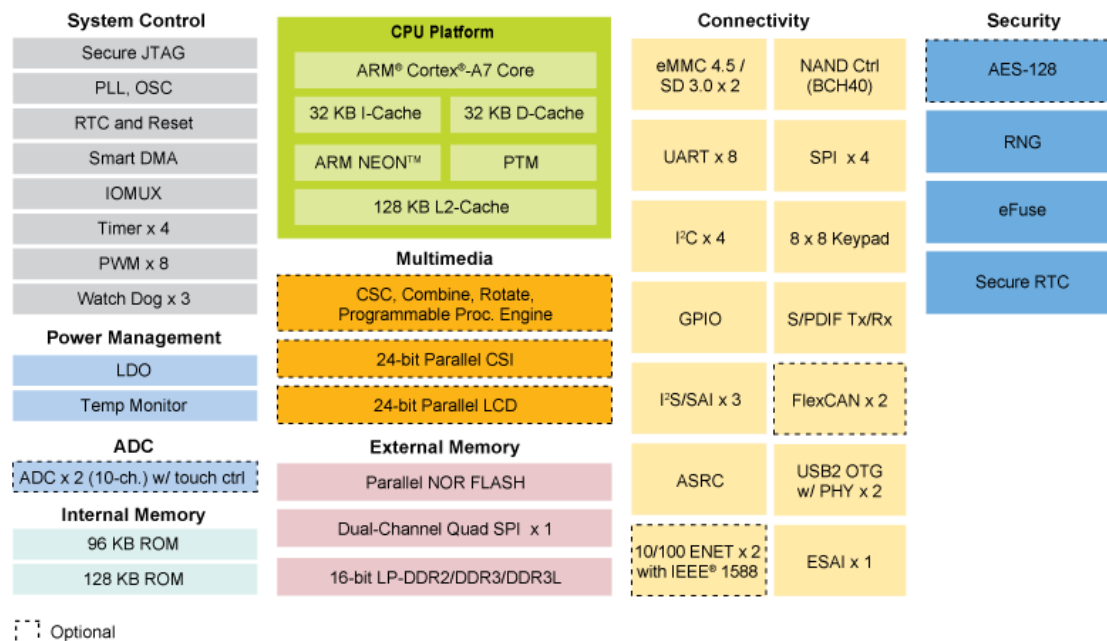 System Control
Secure JTAG
PLL, OSC
RTC and Reset
Smart DMA
IOMUX
Timer x 4
PWM x 8
Watch Dog x 3
Power Management
LDO
Temp Monitor
ADC
ADC x 2 (10-ch.) w/ touch ctrl
Internal Memory
96 KB ROM
128 KB ROM
CPU Platform
ARM® Cortex®-A7 Core
32 KB I-Cache
32 KB D-Cache
ARM NEON™
PTM
128 KB L2-Cache
Multimedia
CSC, Combine, Rotate,
Programmable Proc. Engine
24-bit Parallel CSI
24-bit Parallel LCD
External Memory
Parallel NOR FLASH
Dual-Channel Quad SPI x 1
16-bit LP-DDR2/DDR3/DDR3L
Connectivity
eMMC 4.5 /
SD 3.0 x 2
NAND Ctrl
(BCH40)
UART x 8
SPI x 4
I²C x 4
8 x 8 Keypad
GPIO
S/PDIF Tx/Rx
I²S/SAI x 3
FlexCAN x 2
ASRC
USB2 OTG
w/ PHY x 2
10/100 ENET x 2
with IEEE® 1588
ESAI x 1
Security
AES-128
RNG
eFuse
Secure RTC
Optional